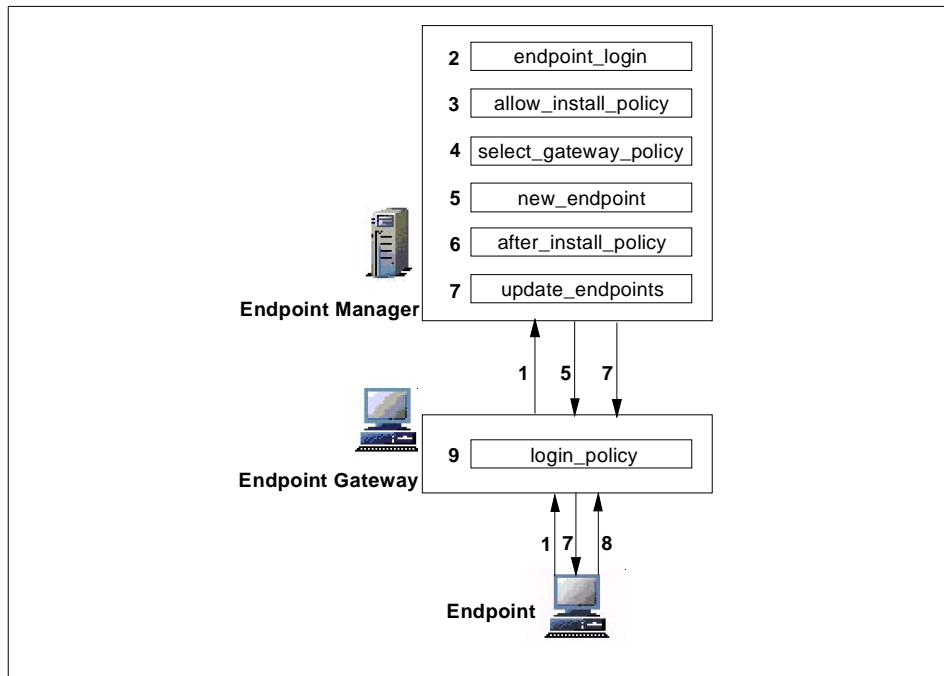 2 endpoint_login
3 allow_install_policy
4 select_gateway_policy
5 new_endpoint
6 after_install_policy
7 update_endpoints
Endpoint Manager
1 5 7
9 login_policy
Endpoint Gateway
1 7 8
Endpoint